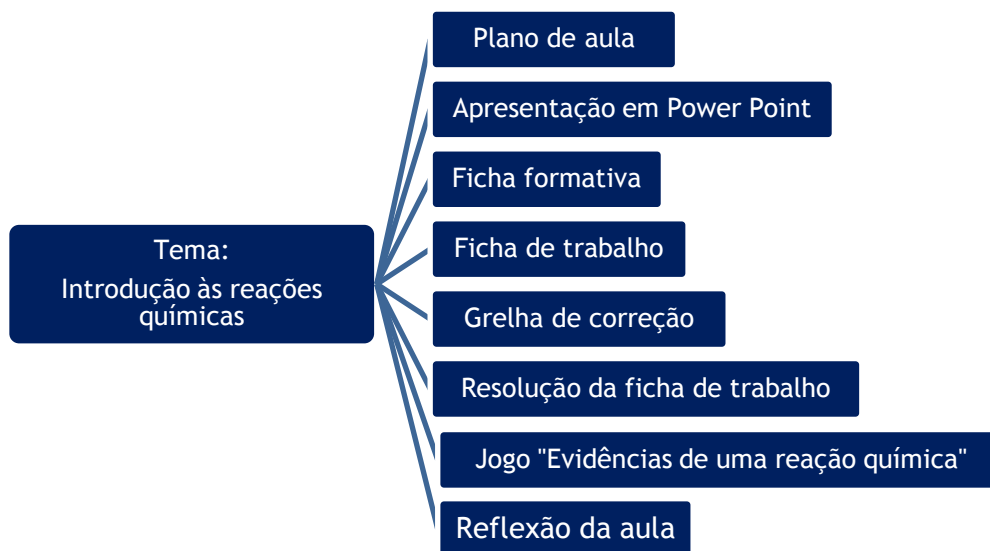 Tema:
Introdução às reações
químicas
Plano de aula
Apresentação em Power Point
Ficha formativa
Ficha de trabalho
Grelha de correção
Resolução da ficha de trabalho
Jogo "Evidências de uma reação química"
Reflexão da aula